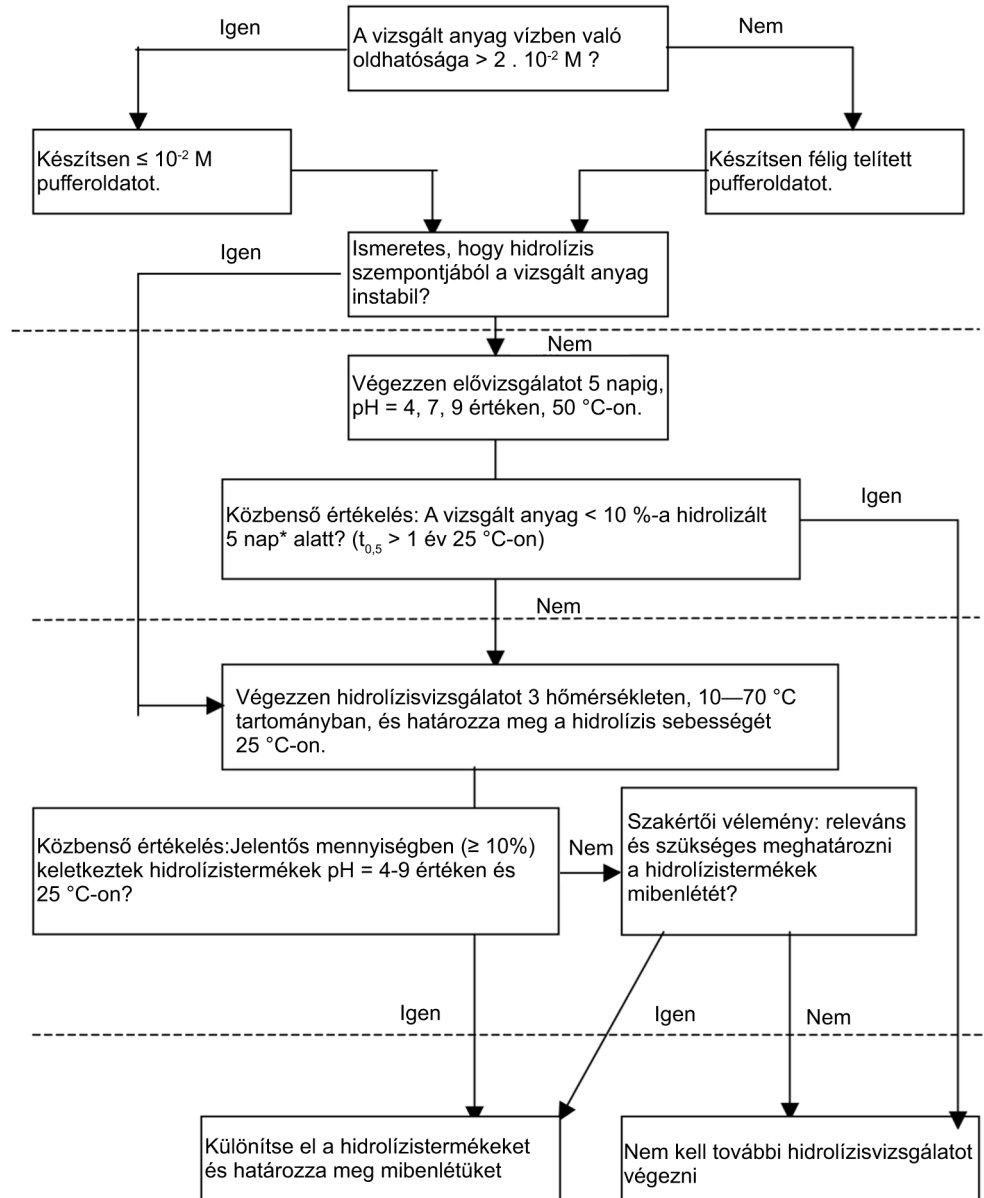 Igen
A vizsgált anyag vízben való
oldhatósága > 2 . 10⁻² M ?
Nem
Készítsen ≤ 10⁻² M
pufferoldatot.
Készítsen félig telített
pufferoldatot.
Igen
Ismeretes, hogy hidrolízis
szempontjából a vizsgált anyag
instabil?
Nem
Végezzen elővizsgálatot 5 napig,
pH = 4, 7, 9 értéken, 50 °C-on.
Közbenső értékelés: A vizsgált anyag < 10 %-a hidrolizált
5 nap* alatt? (t₀,₅ > 1 év 25 °C-on)
Igen
Nem
Végezzen hidrolízisvizsgálatot 3 hőmérsékleten, 10—70 °C
tartományban, és határozza meg a hidrolízis sebességét
25 °C-on.
Közbenső értékelés:Jelentős mennyiségben (≥ 10%)
keletkeztek hidrolízistermékek pH = 4-9 értéken és
25 °C-on?
Nem
Szakértői vélemény: releváns
és szükséges meghatározni
a hidrolízistermékek
mibenlétét?
Igen
Igen
Nem
Különítse el a hidrolízistermékeket
és határozza meg mibenlétüket
Nem kell további hidrolízisvizsgálatot
végezni